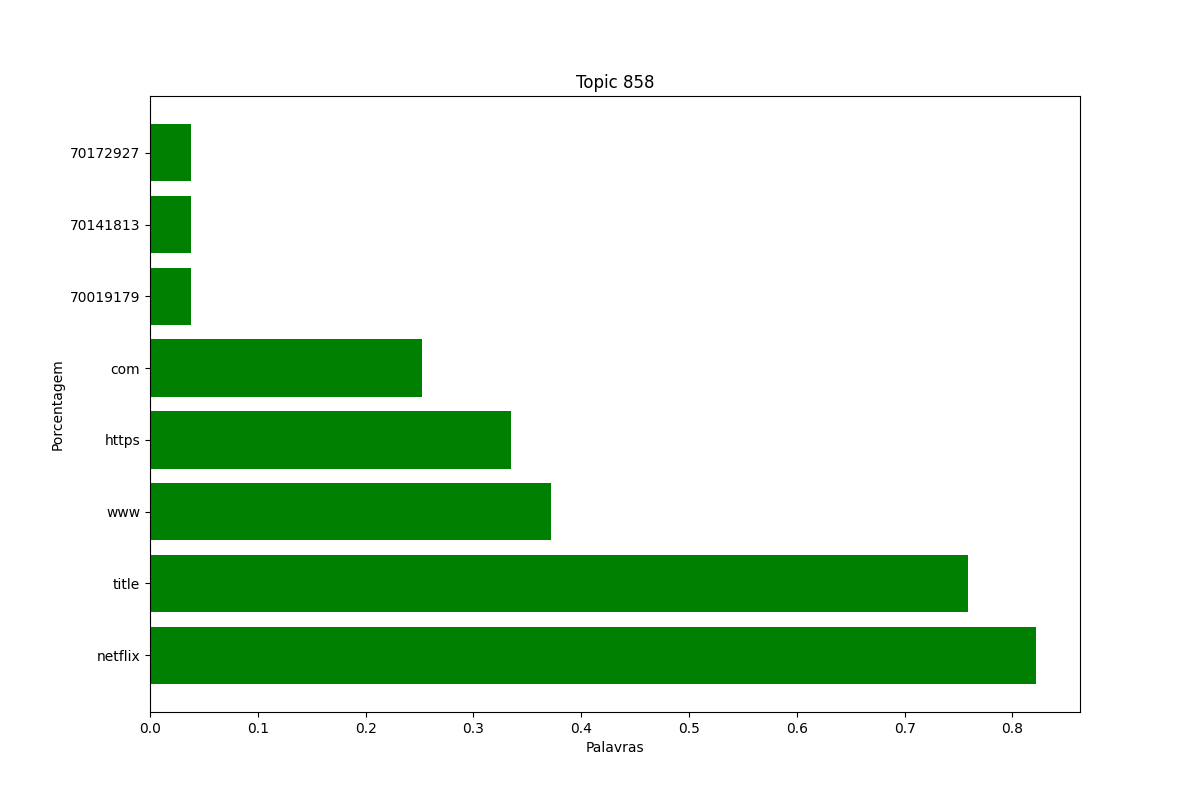 Topic 858
70172927
70141813
70019179
com
https
www
title
netflix
Porcentagem
0.0 0.1 0.2 0.3 0.4 0.5 0.6 0.7 0.8
Palavras